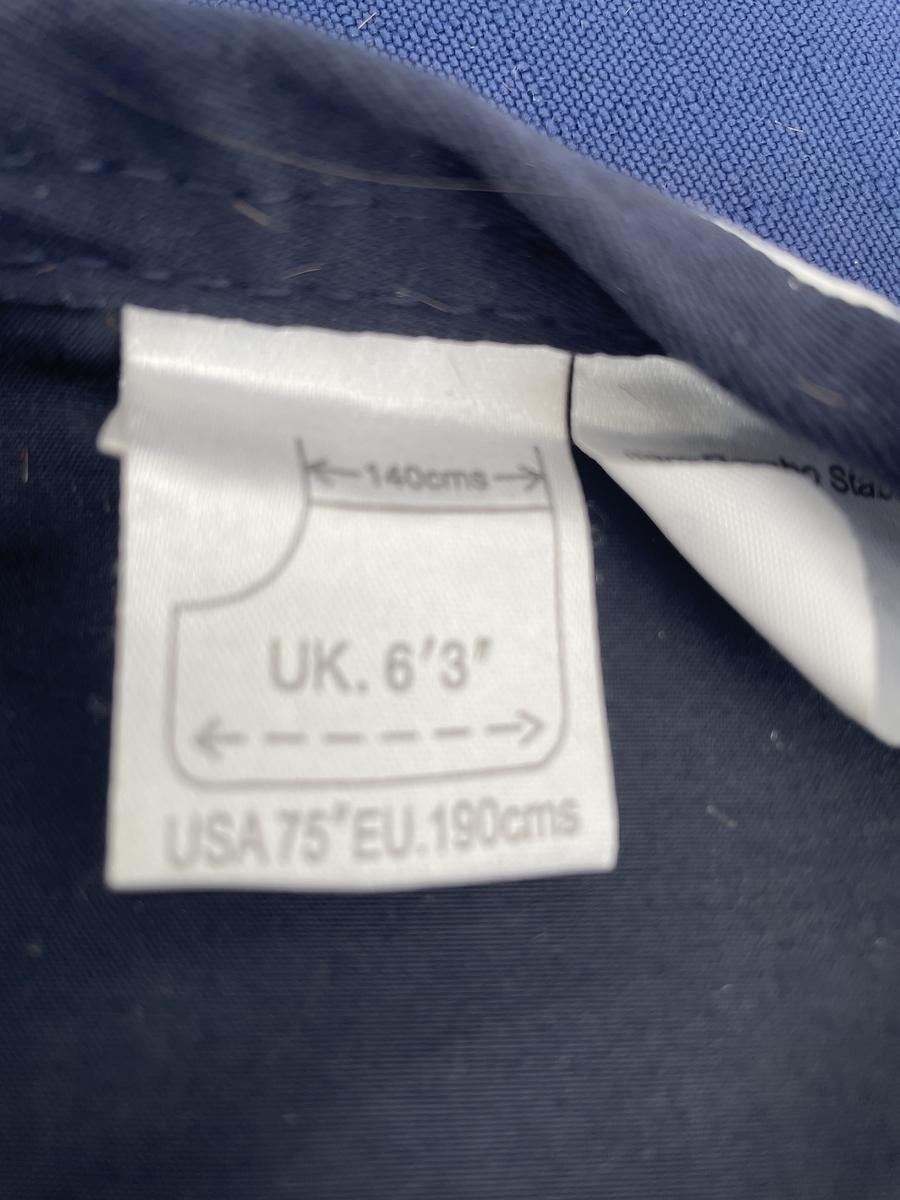 140cms
UK. 6'3"
USA 75" EU.190cms